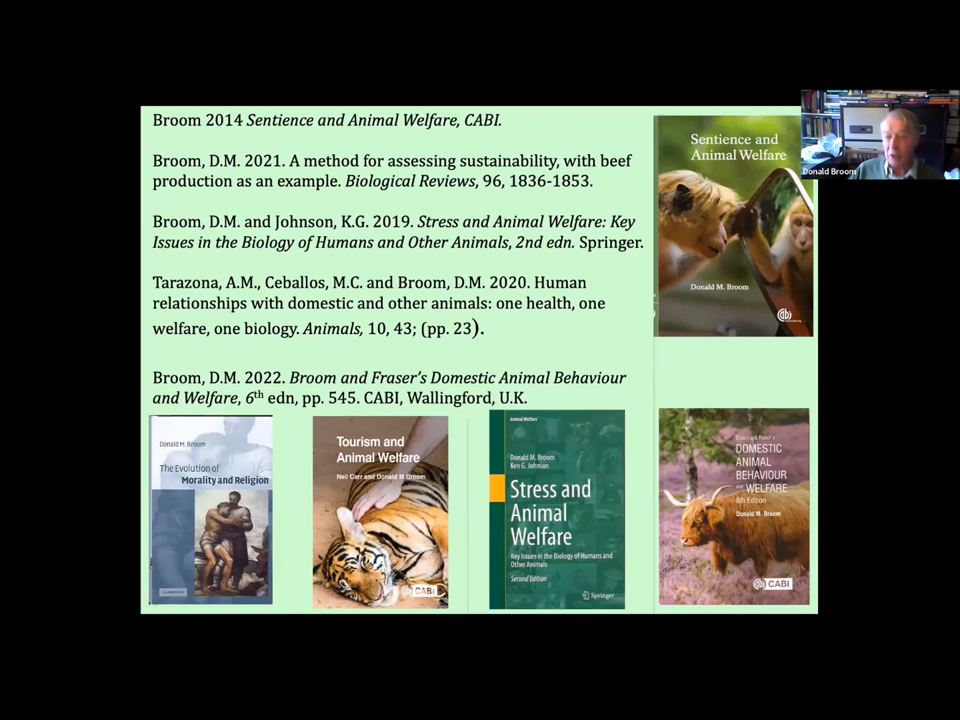 Broom 2014 Sentience and Animal Welfare, CABI.
Broom, D.M. 2021. A method for assessing sustainability, with beef
production as an example. Biological Reviews, 96, 1836-1853.
Broom, D.M. and Johnson, K.G. 2019. Stress and Animal Welfare: Key
Issues in the Biology of Humans and Other Animals, 2nd edn. Springer.
Tarazona, A.M., Ceballos, M.C. and Broom, D.M. 2020. Human
relationships with domestic and other animals: one health, one
welfare, one biology. Animals, 10, 43; (pp. 23).
Broom, D.M. 2022. Broom and Fraser's Domestic Animal Behaviour
and Welfare, 6th edn, pp. 545. CABI, Wallingford, U.K.
Sentience and
Animal Welfare
Donald M. Broom
cabi
Donald Broom
Donald M. Broom
The Evolution of
Morality and Religion
Tourism and
Animal Welfare
Neil Carr and Donald M Broom
CABI
Animal Welfare
Donald M. Broom
Ken G. Johnson
Stress and
Animal
Welfare
Key Issues in the Biology of Humans and
Other Animals
Second Edition
Springer
Broom and Fraser's
DOMESTIC
ANIMAL
BEHAVIOUR
AND WELFARE
6th Edition
Donald M. Broom
CABI